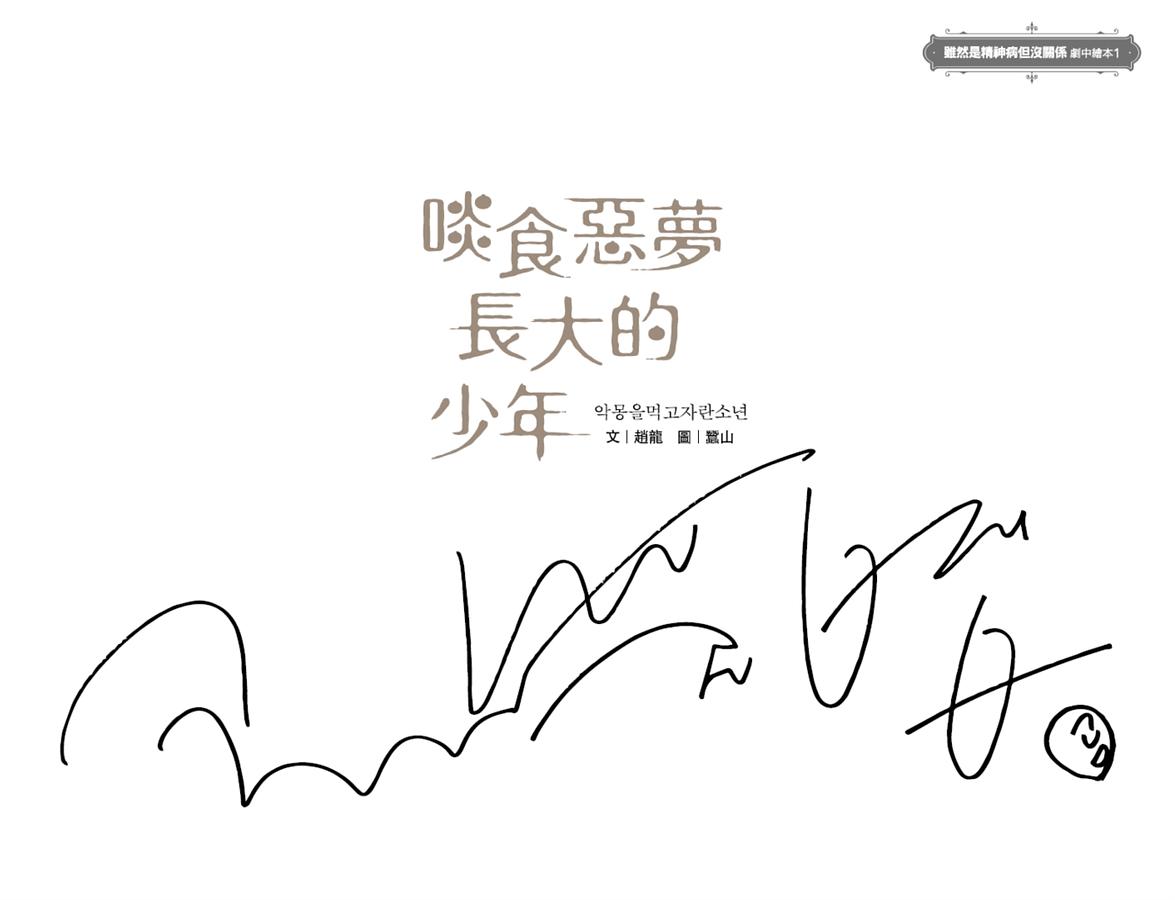 雖然是精神病但沒關係 劇中繪本1
啖食惡夢
長大的
少年
악몽을먹고자란소년
文|趙龍 圖|蠶山